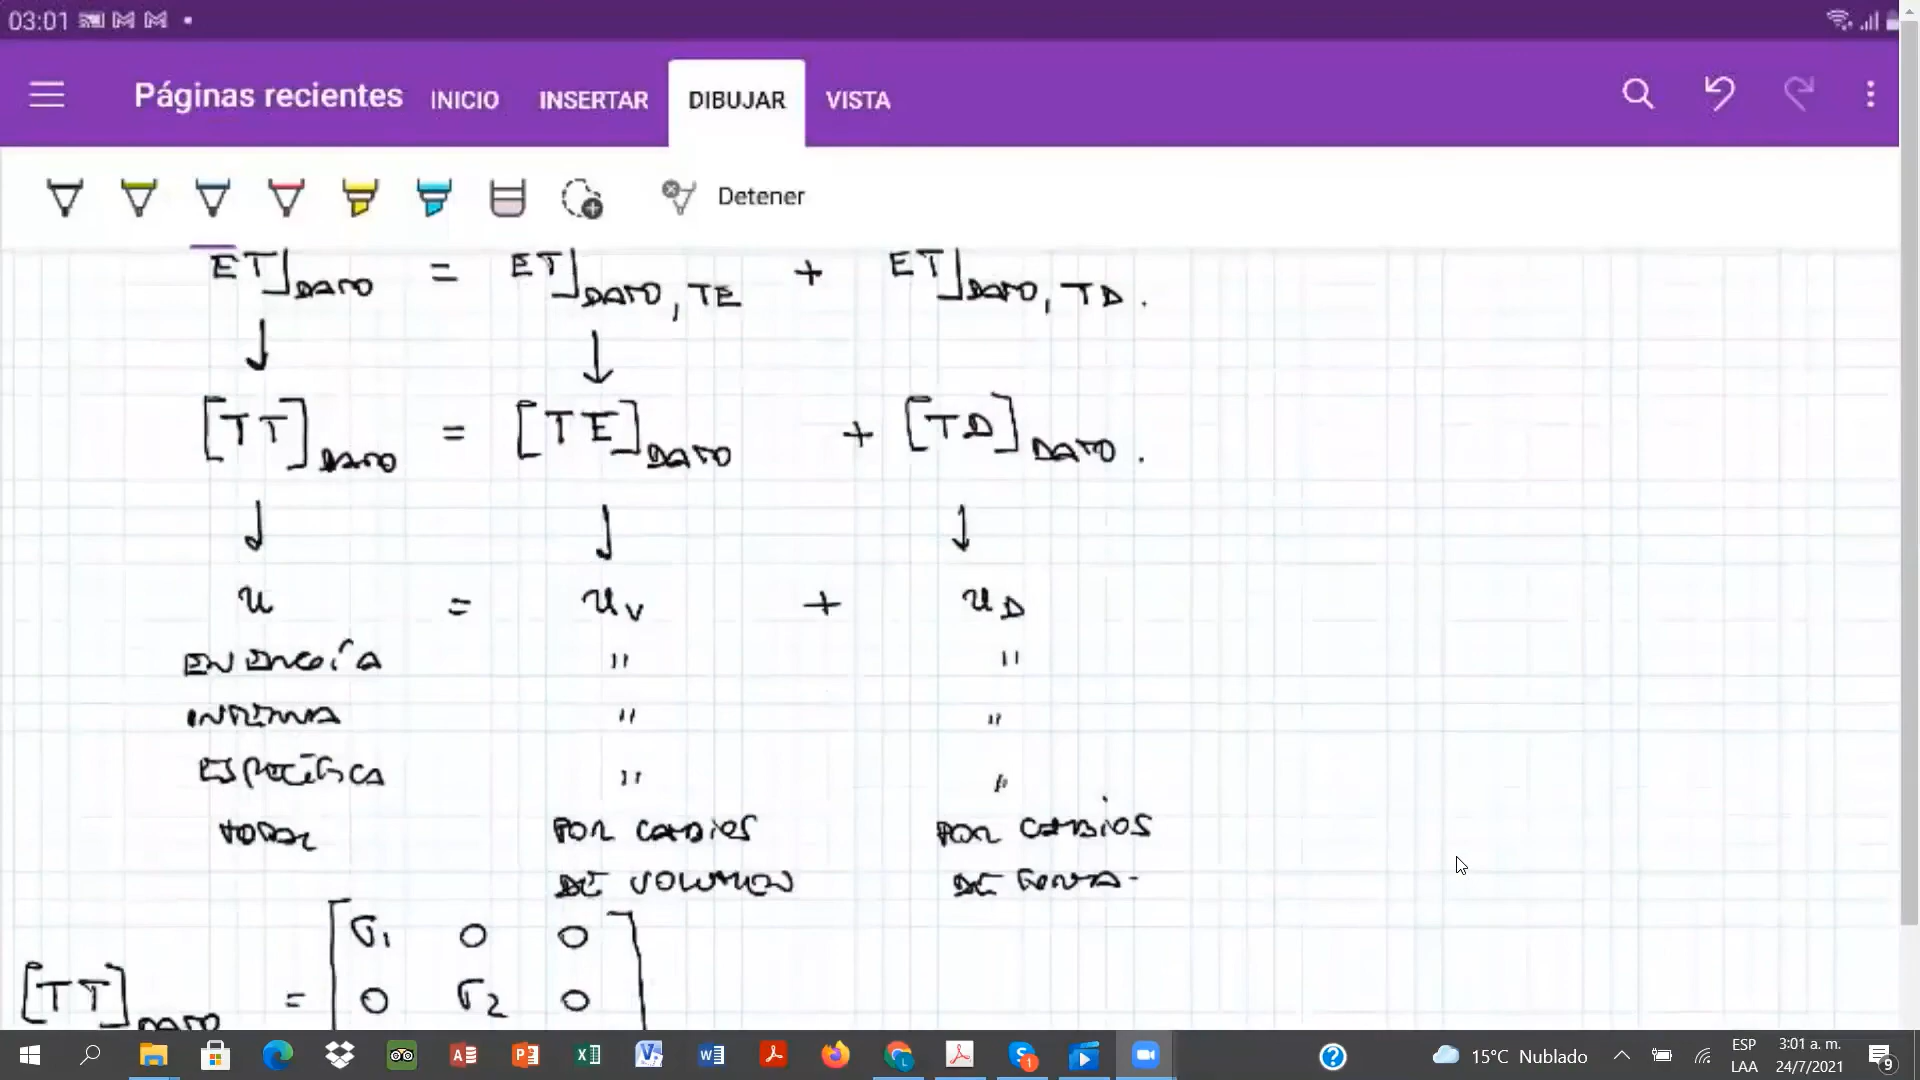 03:01
Páginas recientes INICIO INSERTAR DIBUJAR VISTA
Detener
ET]DATO = ET]DATO, TE + ET]DATO, TD.
↓ ↓
[TT]DATO = [TE]DATO + [TD]DATO.
↓ ↓ ↓
u = uV + uD
ENERGÍA " "
INTERNA " "
ESPECÍFICA " "
TOTAL POR CAMBIOS POR CAMBIOS
DE VOLUMEN DE FORMA.
σ1 0 0
[TT]DATO = 0 σ2 0
15°C Nublado ESP 3:01 a. m.
LAA 24/7/2021 9